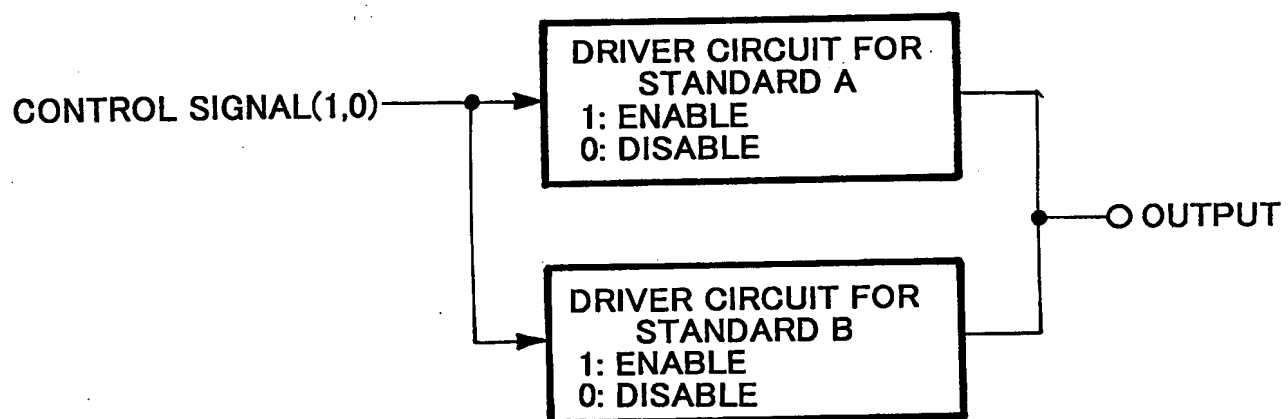 CONTROL SIGNAL(1,0)
DRIVER CIRCUIT FOR
STANDARD A
1: ENABLE
0: DISABLE
OUTPUT
DRIVER CIRCUIT FOR
STANDARD B
1: ENABLE
0: DISABLE